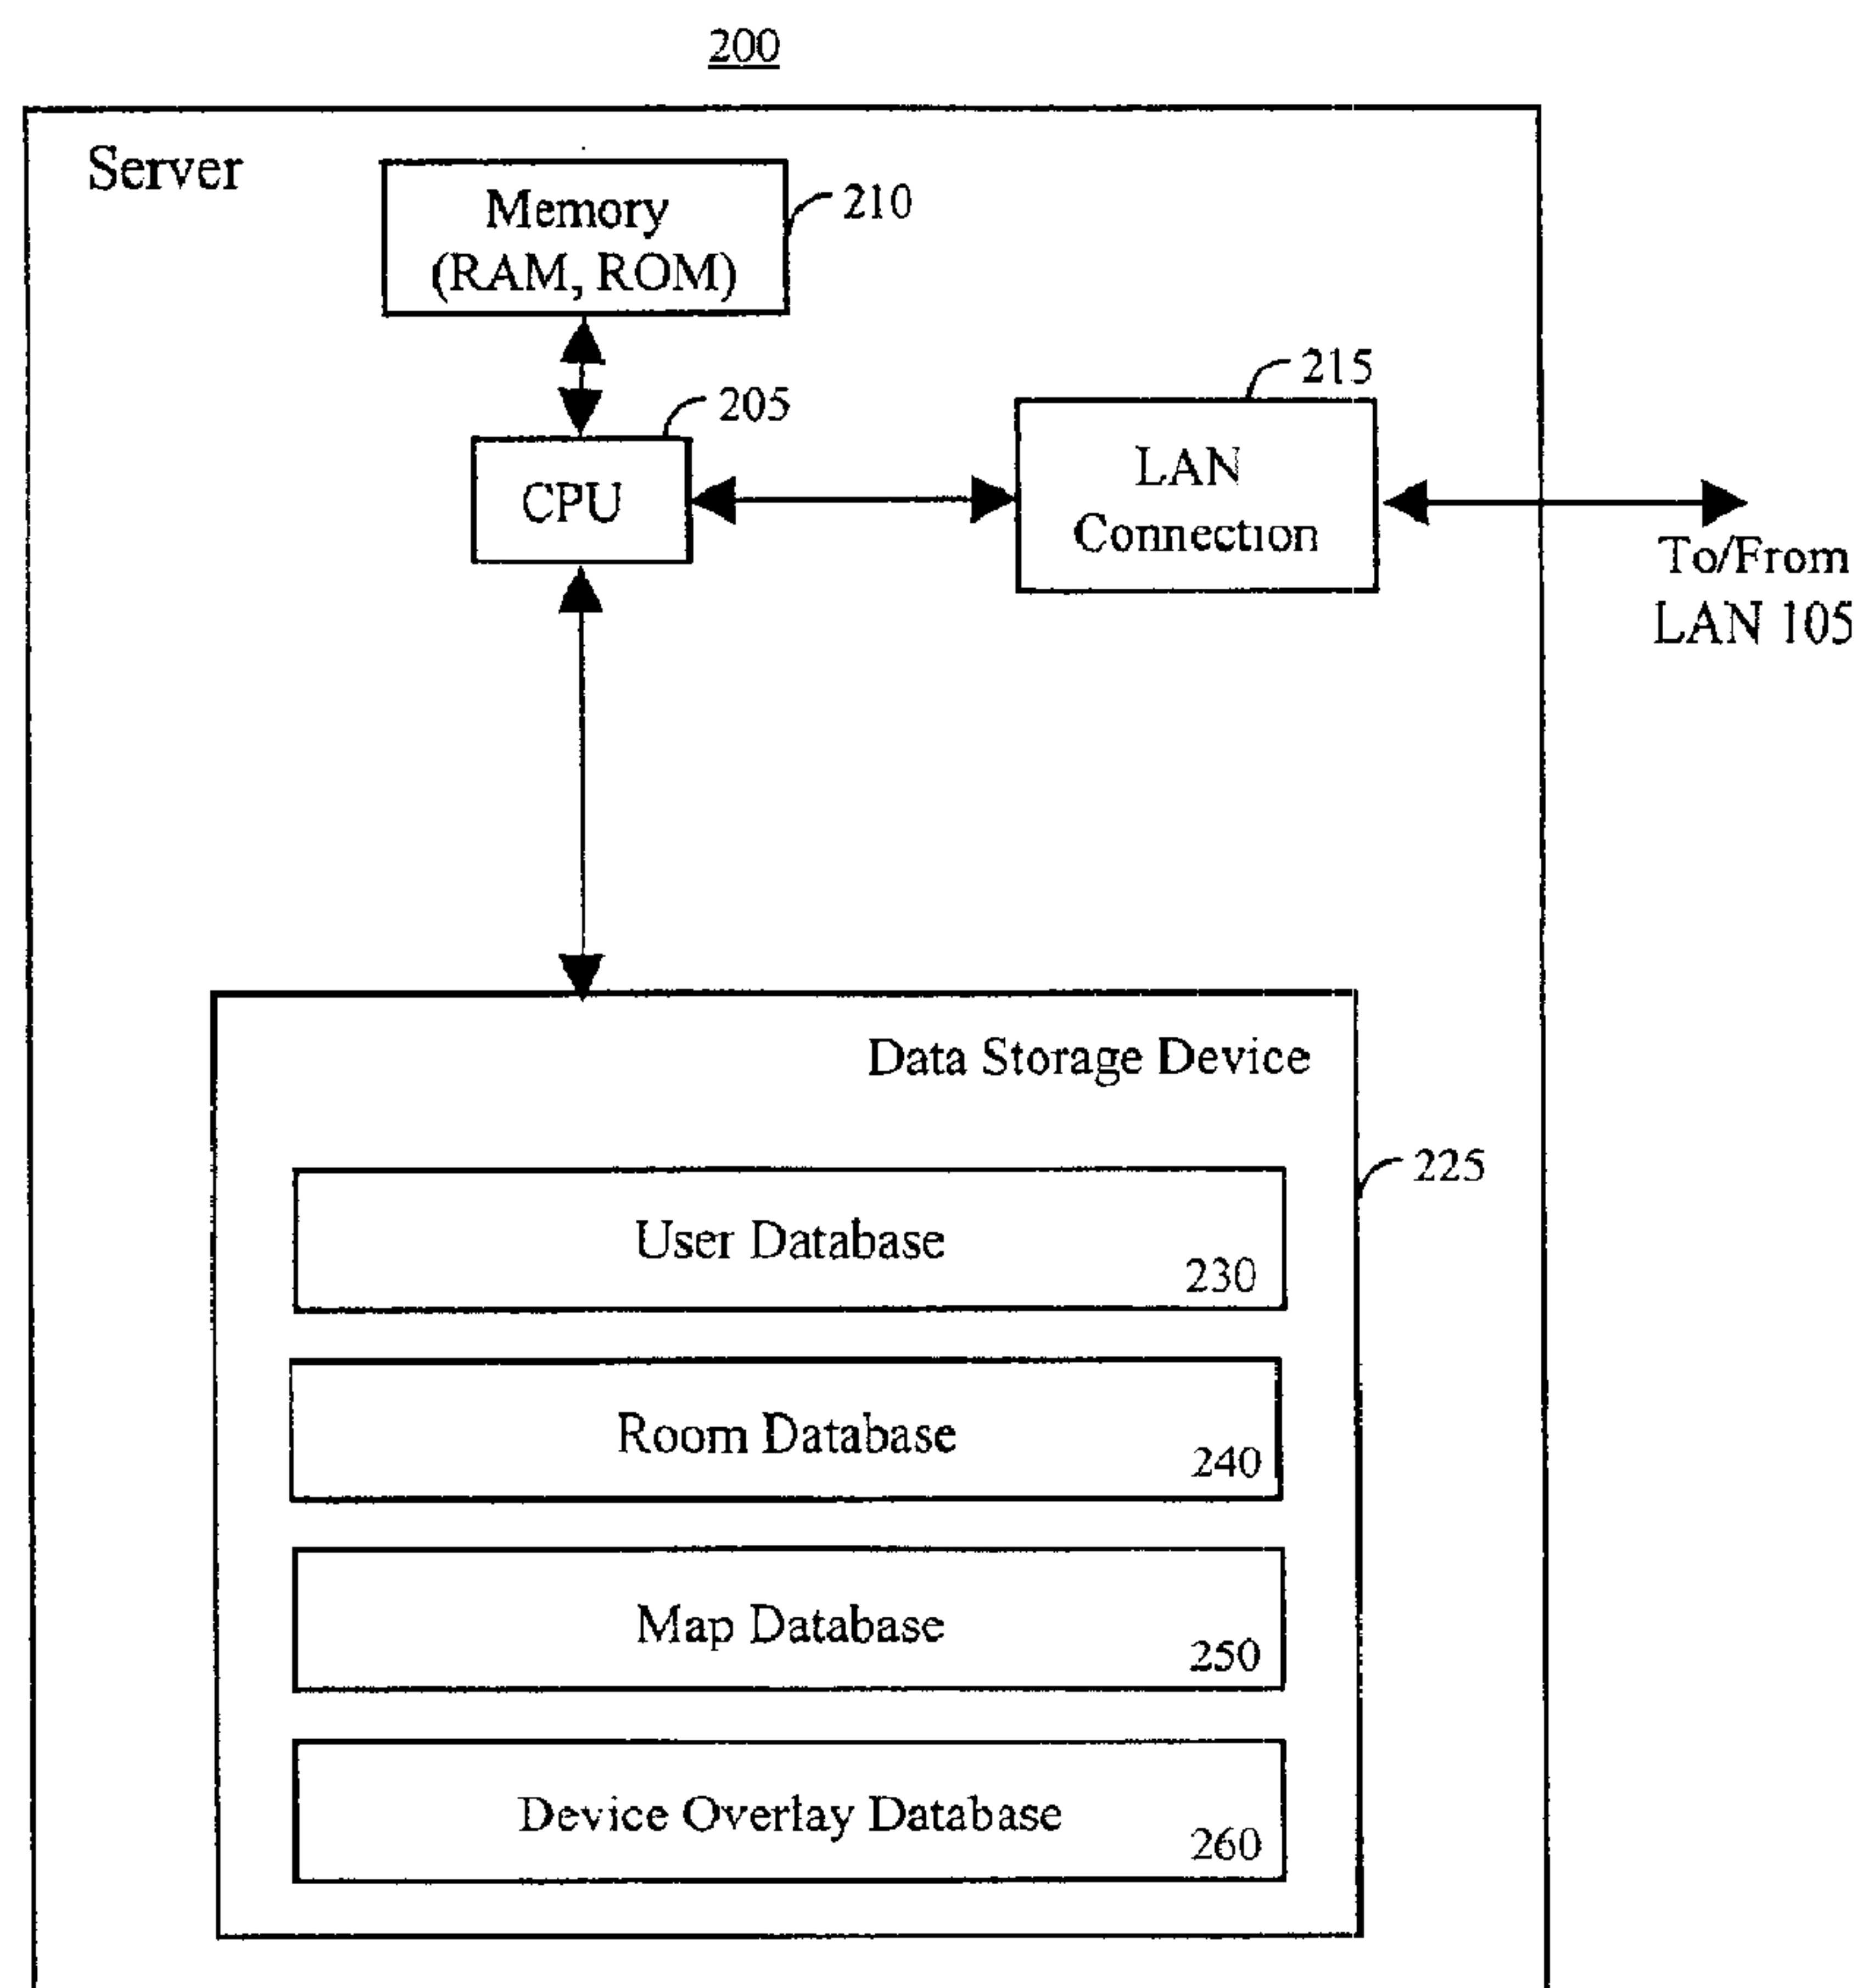 200
Server
Memory
(RAM, ROM)
210
205
CPU
215
LAN
Connection
To/From
LAN 105
Data Storage Device
225
User Database
230
Room Database
240
Map Database
250
Device Overlay Database
260